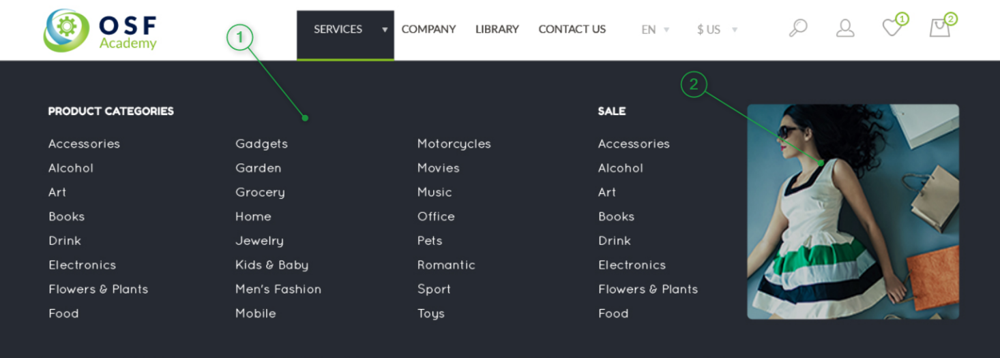 OSF
Academy
1
SERVICES
COMPANY
LIBRARY
CONTACT US
EN
$ US
1
2
2
PRODUCT CATEGORIES
Accessories
Alcohol
Art
Books
Drink
Electronics
Flowers & Plants
Food
Gadgets
Garden
Grocery
Home
Jewelry
Kids & Baby
Men's Fashion
Mobile
Motorcycles
Movies
Music
Office
Pets
Romantic
Sport
Toys
SALE
Accessories
Alcohol
Art
Books
Drink
Electronics
Flowers & Plants
Food